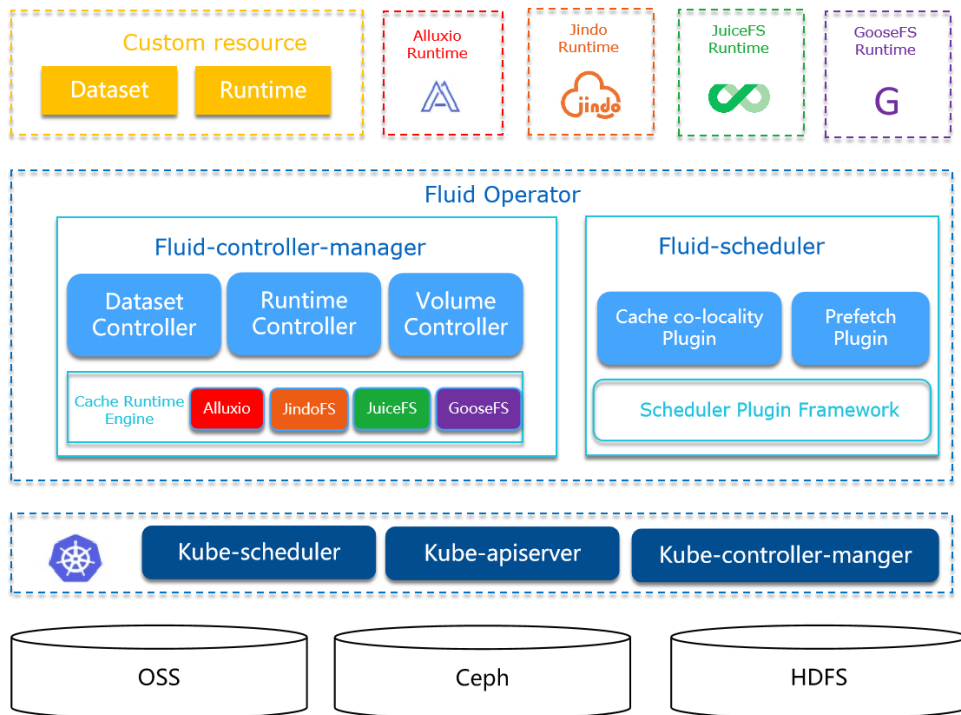 Custom resource
Dataset
Runtime
Alluxio
Runtime
Jindo
Runtime
jindo
JuiceFS
Runtime
GooseFS
Runtime
G
Fluid Operator
Fluid-controller-manager
Dataset
Controller
Runtime
Controller
Volume
Controller
Cache Runtime
Engine
Alluxio
JindoFS
JuiceFS
GooseFS
Fluid-scheduler
Cache co-locality
Plugin
Prefetch
Plugin
Scheduler Plugin Framework
Kube-scheduler
Kube-apiserver
Kube-controller-manger
OSS
Ceph
HDFS